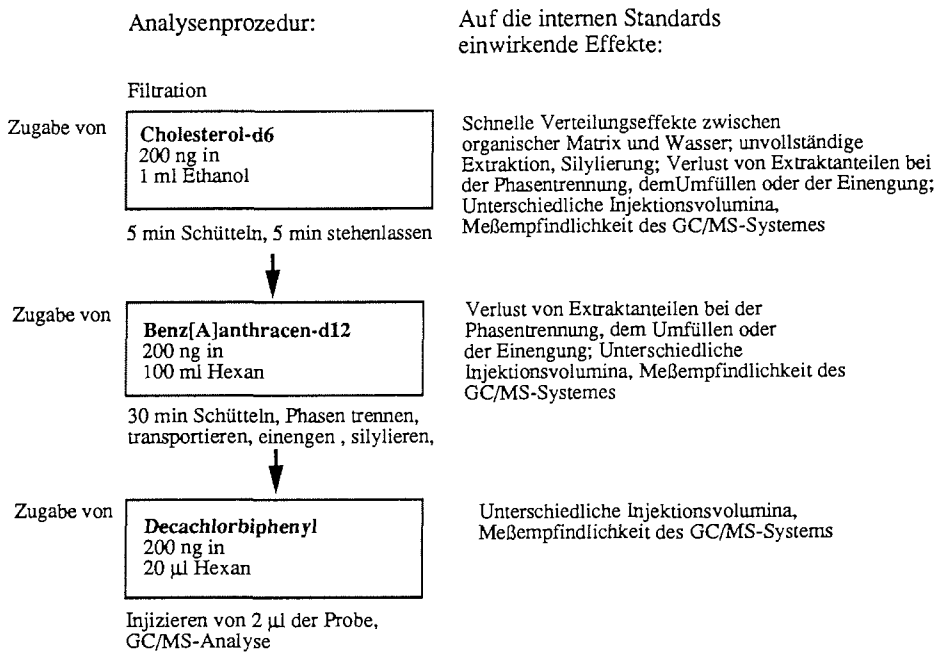 Analysenprozedur:
Auf die internen Standards
einwirkende Effekte:
Filtration
Zugabe von
Cholesterol-d6
200 ng in
1 ml Ethanol
Schnelle Verteilungseffekte zwischen
organischer Matrix und Wasser; unvollständige
Extraktion, Silylierung; Verlust von Extraktanteilen bei
der Phasentrennung, demUmfüllen oder der Einengung;
Unterschiedliche Injektionsvolumina,
Meßempfindlichkeit des GC/MS-Systemes
5 min Schütteln, 5 min stehenlassen
Zugabe von
Benz[A]anthracen-d12
200 ng in
100 ml Hexan
Verlust von Extraktanteilen bei der
Phasentrennung, dem Umfüllen oder
der Einengung; Unterschiedliche
Injektionsvolumina, Meßempfindlichkeit des
GC/MS-Systemes
30 min Schütteln, Phasen trennen,
transportieren, einengen , silylieren,
Zugabe von
Decachlorbiphenyl
200 ng in
20 µl Hexan
Unterschiedliche Injektionsvolumina,
Meßempfindlichkeit des GC/MS-Systems
Injizieren von 2 µl der Probe,
GC/MS-Analyse